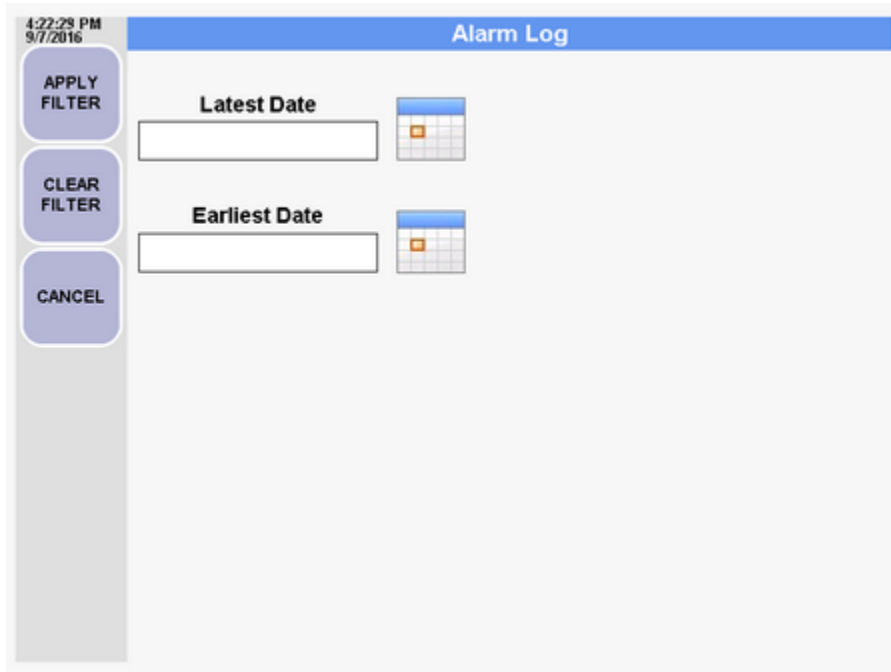 4:22:29 PM
9/7/2016
Alarm Log
APPLY
FILTER
Latest Date
CLEAR
FILTER
Earliest Date
CANCEL